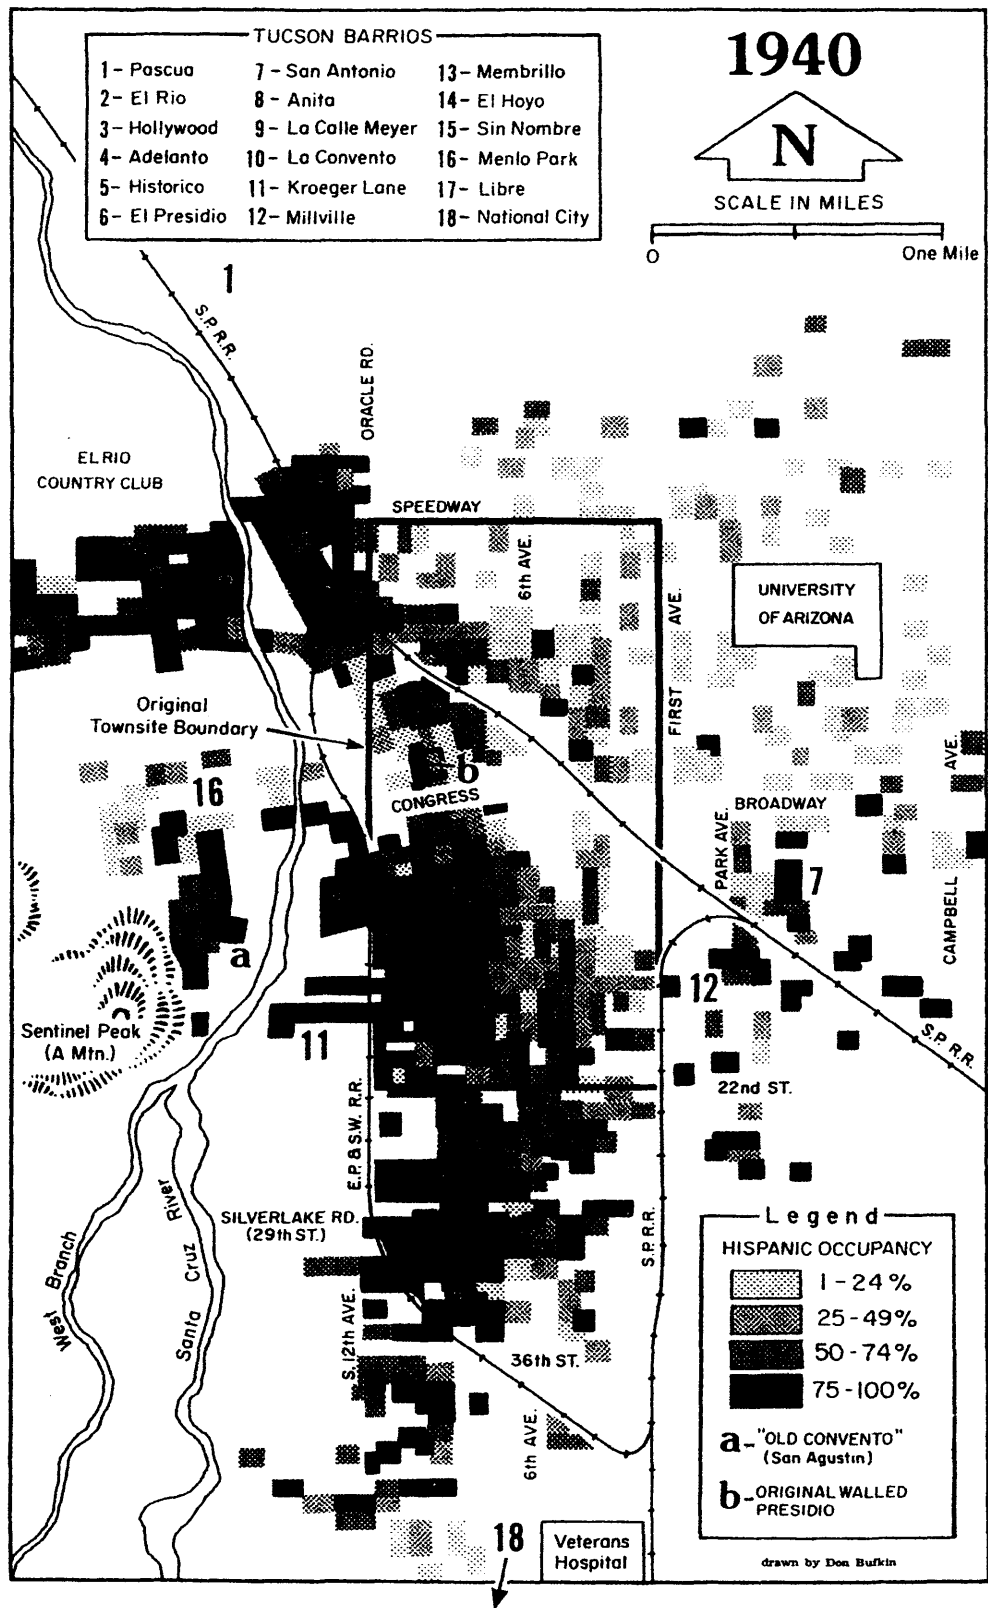 TUCSON BARRIOS
1- Pascua
2- El Rio
3- Hollywood
4- Adelanto
5- Historico
6- El Presidio
7- San Antonio
8- Anita
9- La Calle Meyer
10- La Convento
11- Kroeger Lane
12- Millville
13- Membrillo
14- El Hoyo
15- Sin Nombre
16- Menlo Park
17- Libre
18- National City
1940
N
SCALE IN MILES
0
One Mile
1
S.P.R.R.
ORACLE RD.
EL RIO
COUNTRY CLUB
SPEEDWAY
6th AVE.
FIRST AVE.
UNIVERSITY
OF ARIZONA
Original
Townsite Boundary
b
CONGRESS
16
BROADWAY
PARK AVE.
7
CAMPBELL AVE.
a
12
Sentinel Peak
(A Mtn.)
11
S.P. R.R.
22nd ST.
E.P. & S.W. R.R.
SILVERLAKE RD.
(29th ST.)
S.P.R.R.
West Branch
Santa Cruz River
S. 12th AVE.
36th ST.
6th AVE.
18
Veterans
Hospital
Legend
HISPANIC OCCUPANCY
1-24%
25-49%
50-74%
75-100%
a-"OLD CONVENTO"
(San Agustin)
b-ORIGINAL WALLED
PRESIDIO
drawn by Don Bufkin